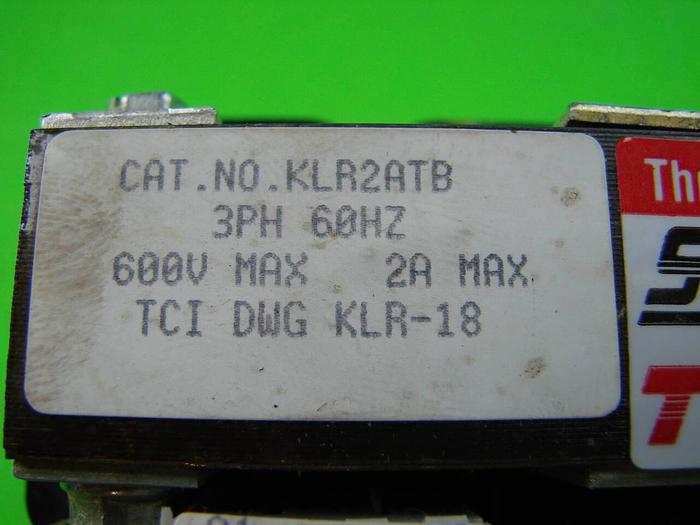 CAT.NO.KLR2ATB
3PH 60HZ
600V MAX 2A MAX
TCI DWG KLR-18